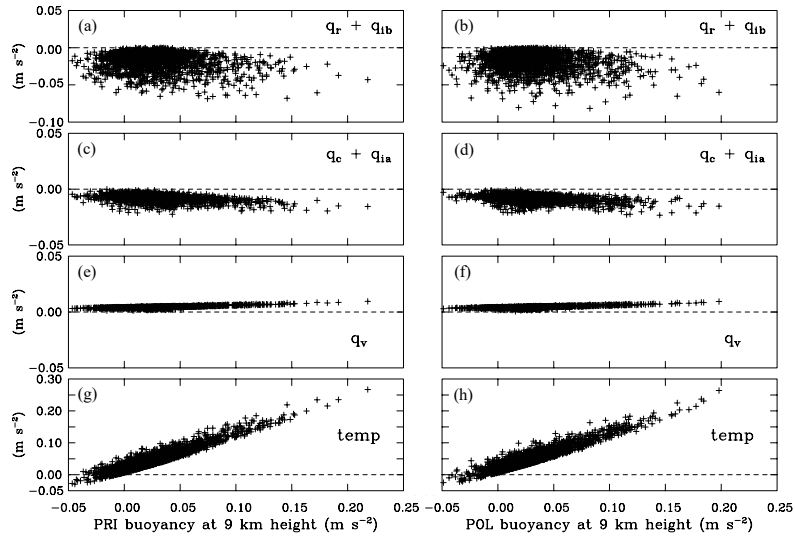 (a) q_r + q_ib (b) q_r + q_ib
0.00
−0.05
−0.10
(m s⁻²)
(c) q_c + q_ia (d) q_c + q_ia
0.05
0.00
−0.05
(m s⁻²)
(e) (f)
0.05
0.00
−0.05
(m s⁻²)
q_v q_v
(g) (h)
0.30
0.20
0.10
0.00
−0.05
(m s⁻²)
temp temp
−0.05 0.00 0.05 0.10 0.15 0.20 0.25 −0.05 0.00 0.05 0.10 0.15 0.20 0.25
PRI buoyancy at 9 km height (m s⁻²) POL buoyancy at 9 km height (m s⁻²)